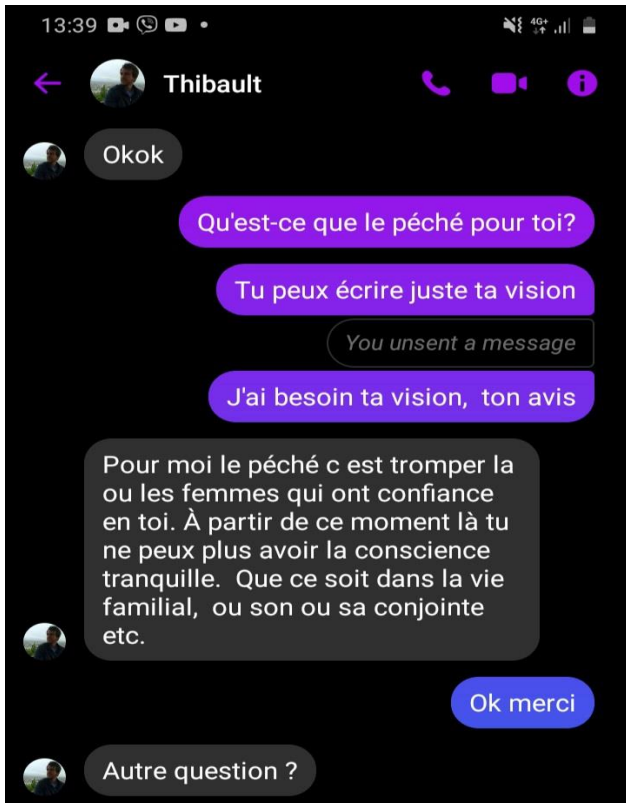 13:39
4G+
Thibault
Okok
Qu'est-ce que le péché pour toi?
Tu peux écrire juste ta vision
You unsent a message
J'ai besoin ta vision, ton avis
Pour moi le péché c est tromper la
ou les femmes qui ont confiance
en toi. À partir de ce moment là tu
ne peux plus avoir la conscience
tranquille. Que ce soit dans la vie
familial, ou son ou sa conjointe
etc.
Ok merci
Autre question ?